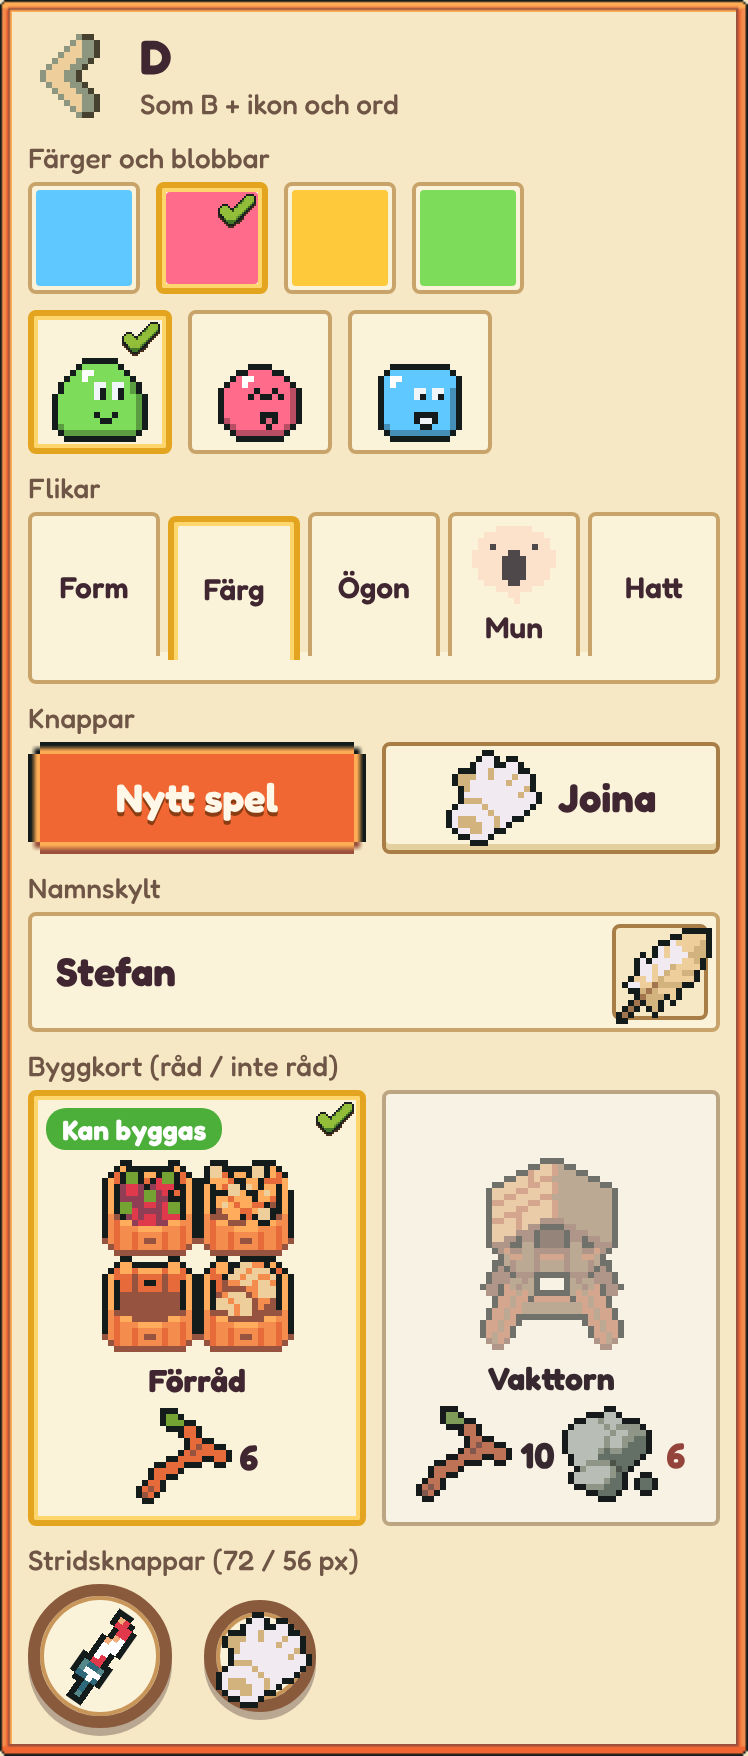 D
Som B + ikon och ord
Färger och blobbar
Flikar
Form
Färg
Ögon
Mun
Hatt
Knappar
Nytt spel
Joina
Namnskylt
Stefan
Byggkort (råd / inte råd)
Kan byggas
Förråd
6
Vakttorn
10 6
Stridsknappar (72 / 56 px)